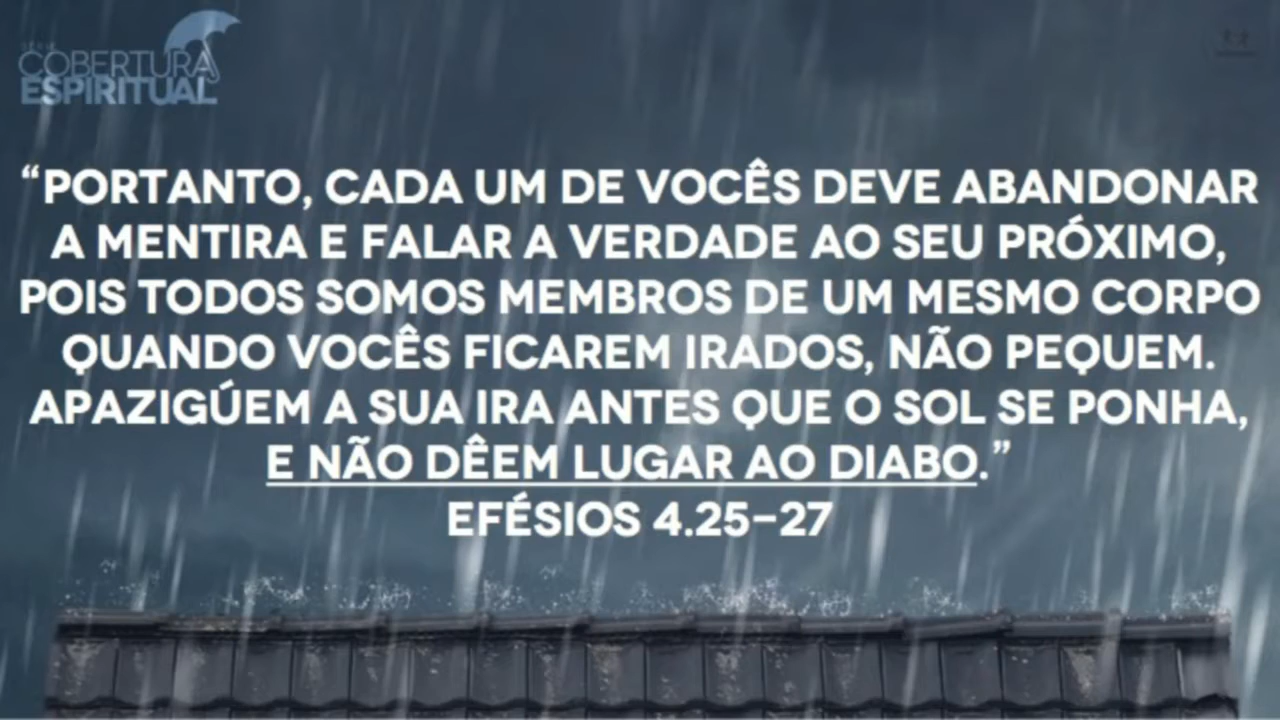 SÉRIE
COBERTURA
ESPIRITUAL
“PORTANTO, CADA UM DE VOCÊS DEVE ABANDONAR
A MENTIRA E FALAR A VERDADE AO SEU PRÓXIMO,
POIS TODOS SOMOS MEMBROS DE UM MESMO CORPO
QUANDO VOCÊS FICAREM IRADOS, NÃO PEQUEM.
APAZIGÚEM A SUA IRA ANTES QUE O SOL SE PONHA,
E NÃO DÊEM LUGAR AO DIABO.”
EFÉSIOS 4.25-27